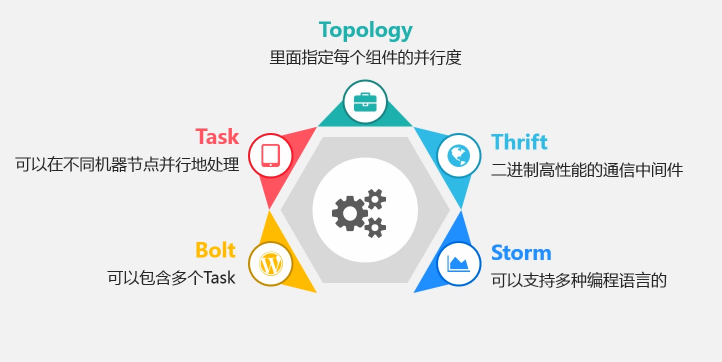 Topology
里面指定每个组件的并行度
Task
可以在不同机器节点并行地处理
Thrift
二进制高性能的通信中间件
Bolt
可以包含多个Task
Storm
可以支持多种编程语言的